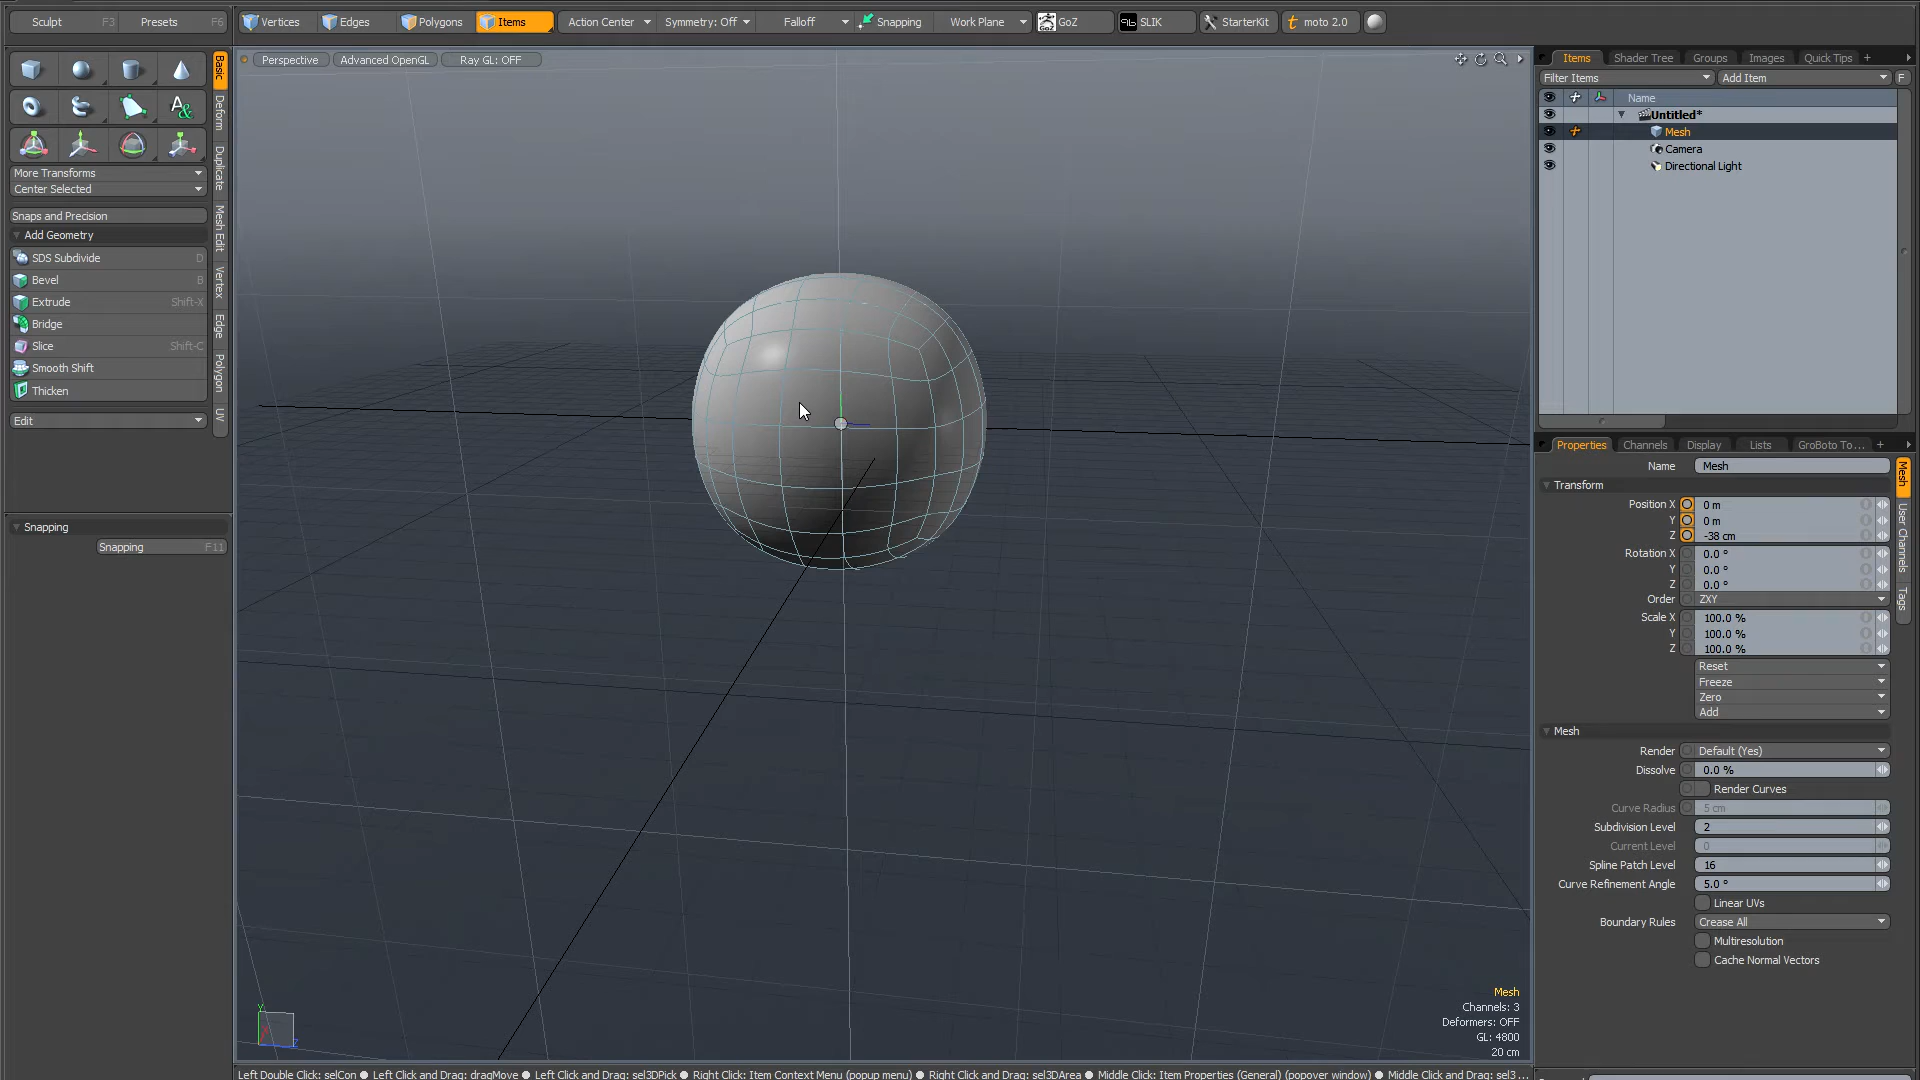 Sculpt F3 Presets F6 Vertices Edges Polygons Items Action Center Symmetry: Off Falloff Snapping Work Plane GoZ SLIK StarterKit moto 2.0
Perspective Advanced OpenGL Ray GL: OFF
Basic
Deform
Duplicate
Mesh Edit
Vertex
Edge
Polygon
UV
More Transforms
Center Selected
Snaps and Precision
Add Geometry
SDS Subdivide D
Bevel B
Extrude Shift-X
Bridge
Slice Shift-C
Smooth Shift
Thicken
Edit
Snapping
Snapping F11
Items Shader Tree Groups Images Quick Tips +
Filter Items Add Item F
Name
Untitled*
Mesh
Camera
Directional Light
Properties Channels Display Lists GroBoto To... +
Mesh
User Channels
Tags
Name Mesh
Transform
Position X 0 m
Y 0 m
Z -38 cm
Rotation X 0.0 °
Y 0.0 °
Z 0.0 °
Order ZXY
Scale X 100.0 %
Y 100.0 %
Z 100.0 %
Reset
Freeze
Zero
Add
Mesh
Render Default (Yes)
Dissolve 0.0 %
Render Curves
Curve Radius 5 cm
Subdivision Level 2
Current Level 0
Spline Patch Level 16
Curve Refinement Angle 5.0 °
Linear UVs
Boundary Rules Crease All
Multiresolution
Cache Normal Vectors
Mesh
Channels: 3
Deformers: OFF
GL: 4800
20 cm
Y
X
Z
Left Double Click: selCon ● Left Click and Drag: dragMove ● Left Click and Drag: sel3DPick ● Right Click: Item Context Menu (popup menu) ● Right Click and Drag: sel3DArea ● Middle Click: Item Properties (General) (popover window) ● Middle Click and Drag: sel3...